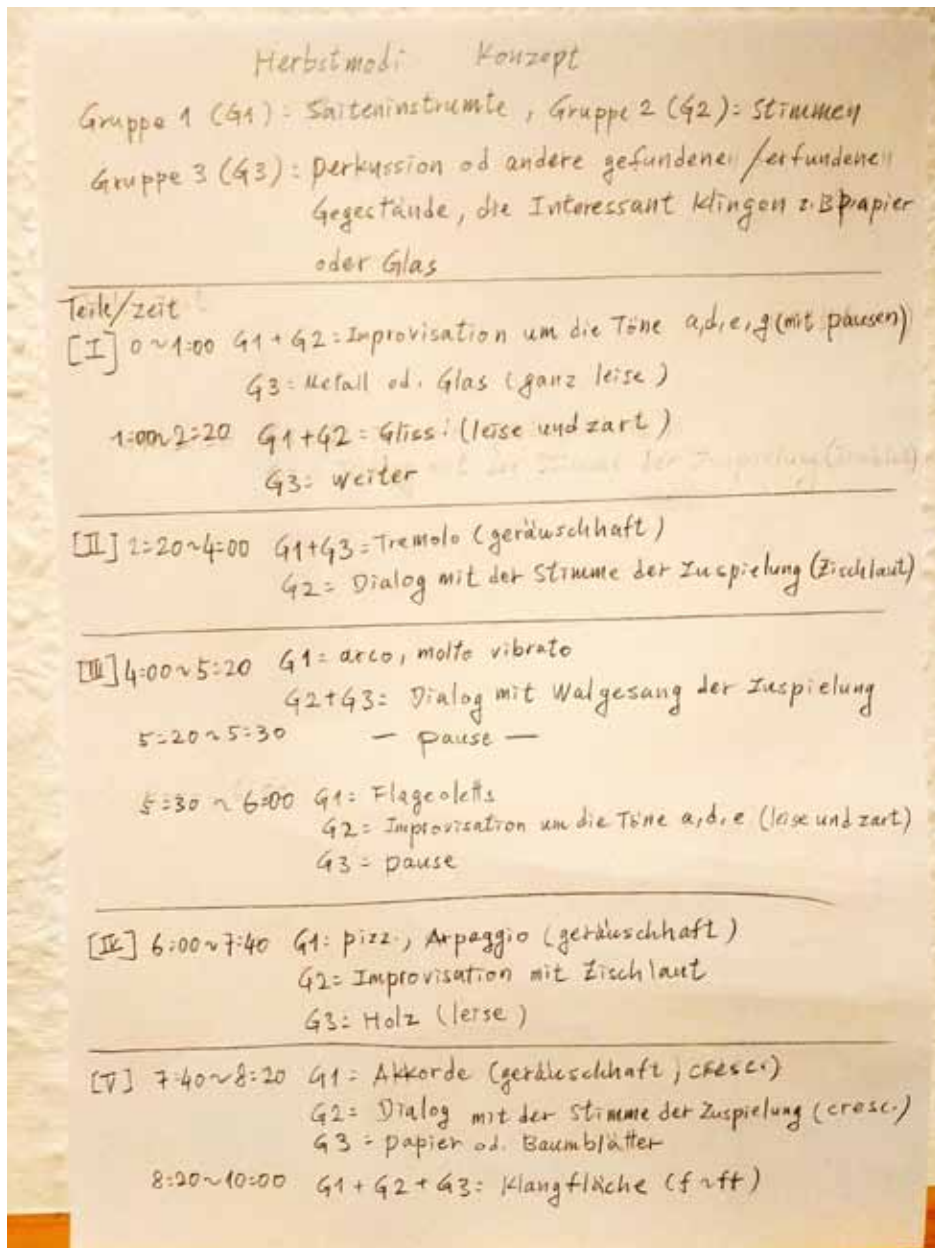 Herbstmodi Konzept
Gruppe 1 (G1): Saiteninstrumte, Gruppe 2 (G2): Stimmen
Gruppe 3 (G3): Perkussion od andere gefundene /erfundene
Gegestände, die Interessant klingen z.B papier
oder Glas
Teile/zeit
[I] 0~1:00 G1+G2: Improvisation um die Töne a,d,e,g (mit pausen)
G3: Metall od. Glas (ganz leise)
1:00~2:20 G1+G2: Gliss. (leise und zart)
G3: weiter
[II] 2:20~4:00 G1+G3: Tremolo (geräuschhaft)
G2: Dialog mit der Stimme der Zuspielung (Zischlaut)
[III] 4:00~5:20 G1: arco, molto vibrato
G2+G3: Dialog mit Walgesang der Zuspielung
5:20~5:30 — pause —
5:30~6:00 G1: Flageoletts
G2: Improvisation um die Töne a,d,e (leise und zart)
G3: pause
[IV] 6:00~7:40 G1: pizz., Arpeggio (geräuschhaft)
G2: Improvisation mit Zischlaut
G3: Holz (leise)
[V] 7:40~8:20 G1: Akkorde (geräuschhaft, cresc.)
G2: Dialog mit der Stimme der Zuspielung (cresc.)
G3: papier od. Baumblätter
8:20~10:00 G1+G2+G3: Klangfläche (f~ff)